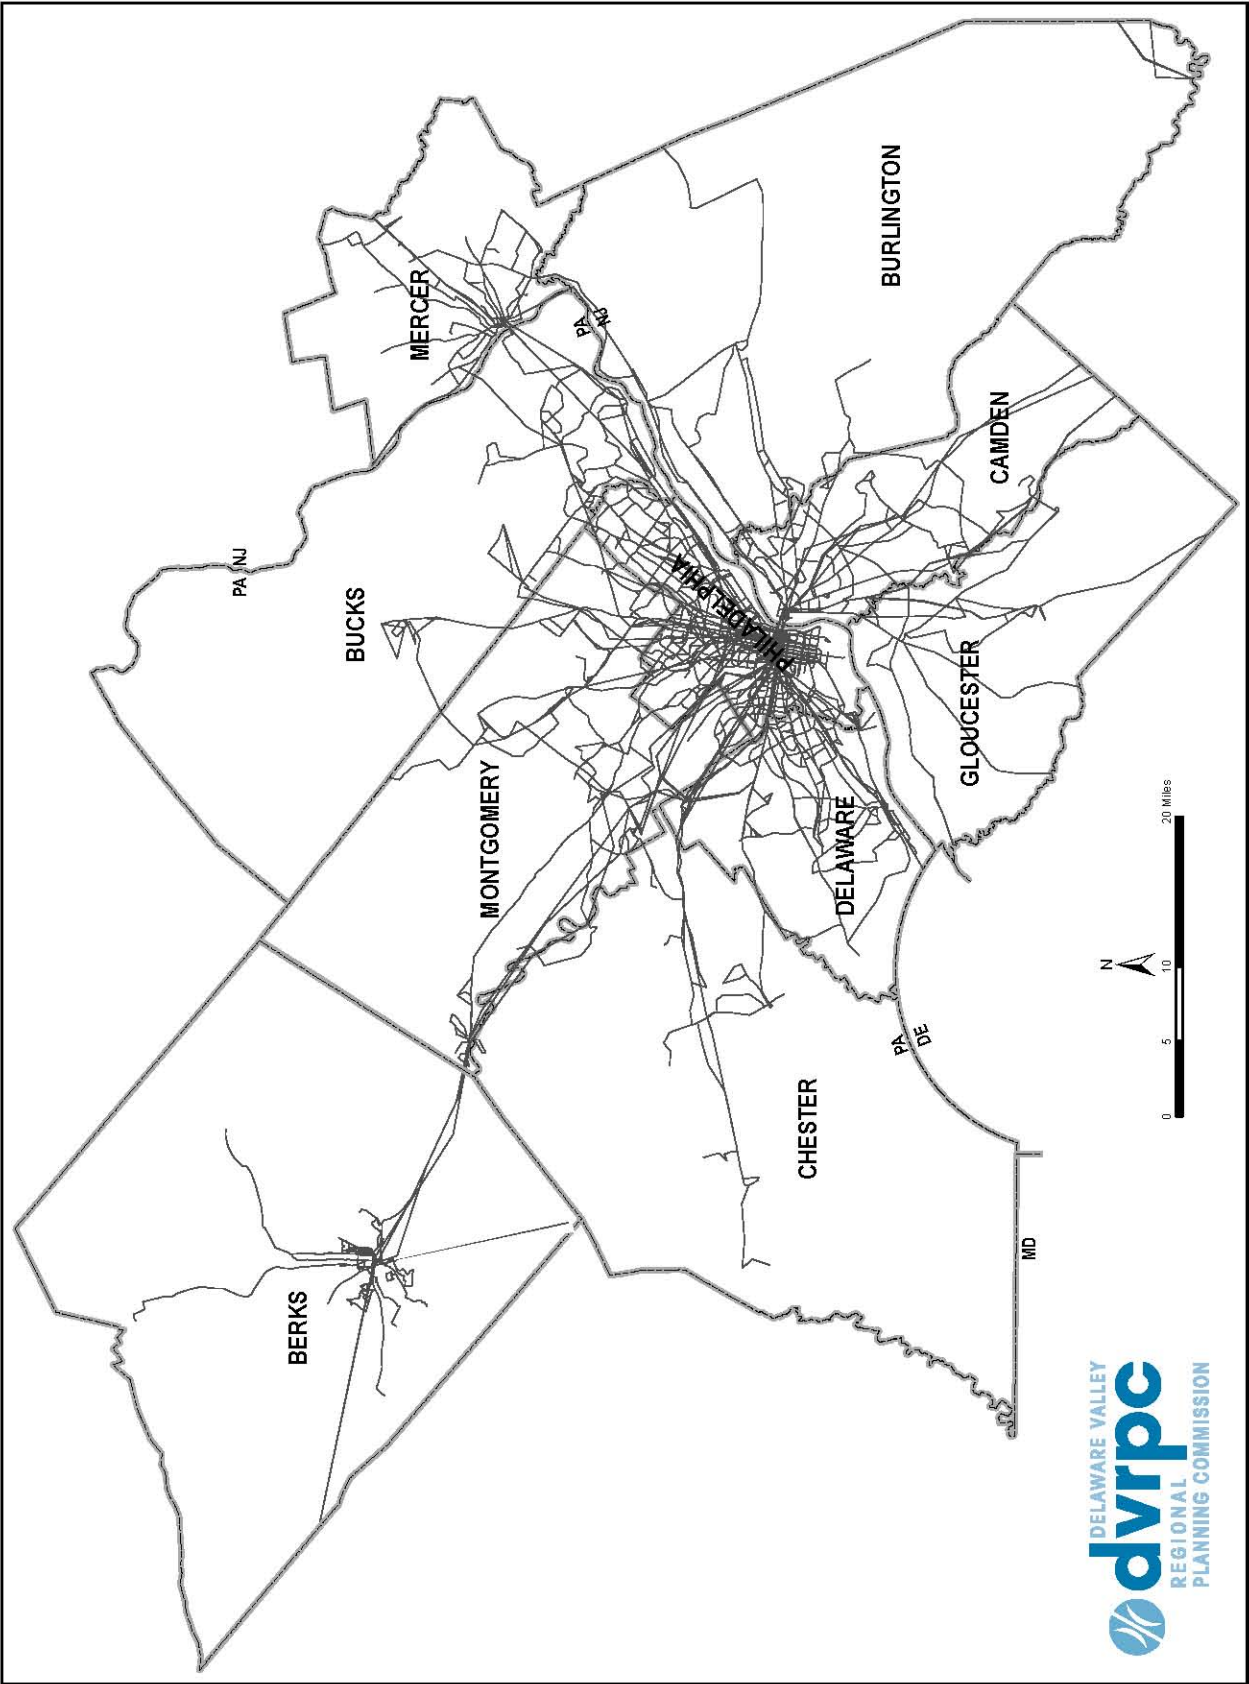 BERKS
BUCKS
PA NJ
MONTGOMERY
MERCER
PA
NJ
PHILADELPHIA
BURLINGTON
CHESTER
DELAWARE
GLOUCESTER
CAMDEN
PA
DE
MD
N
0 5 10 20 Miles
DELAWARE VALLEY
dvrpc
REGIONAL
PLANNING COMMISSION